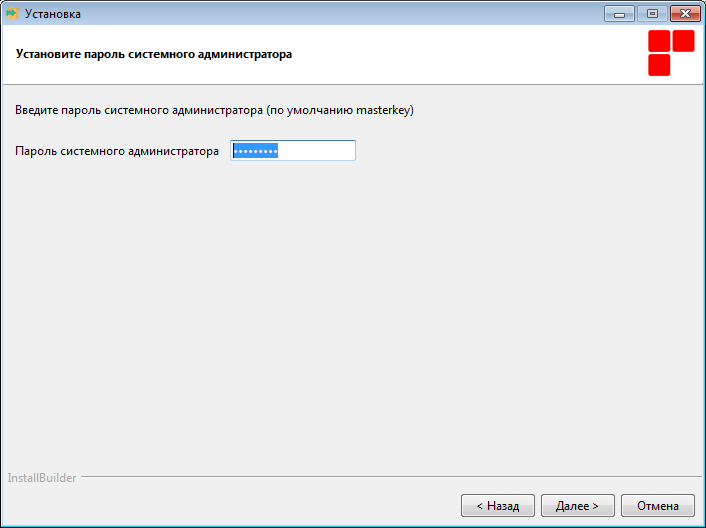 Установка
Установите пароль системного администратора
Введите пароль системного администратора (по умолчанию masterkey)
Пароль системного администратора •••••••••
InstallBuilder
< Назад Далее > Отмена